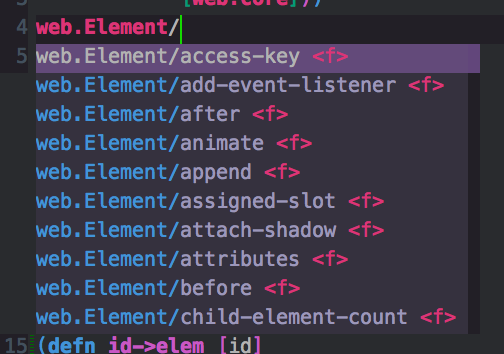 [web.core]))
4 web.Element/
5 web.Element/access-key <f>
web.Element/add-event-listener <f>
web.Element/after <f>
web.Element/animate <f>
web.Element/append <f>
web.Element/assigned-slot <f>
web.Element/attach-shadow <f>
web.Element/attributes <f>
web.Element/before <f>
web.Element/child-element-count <f>
15 (defn id->elem [id]